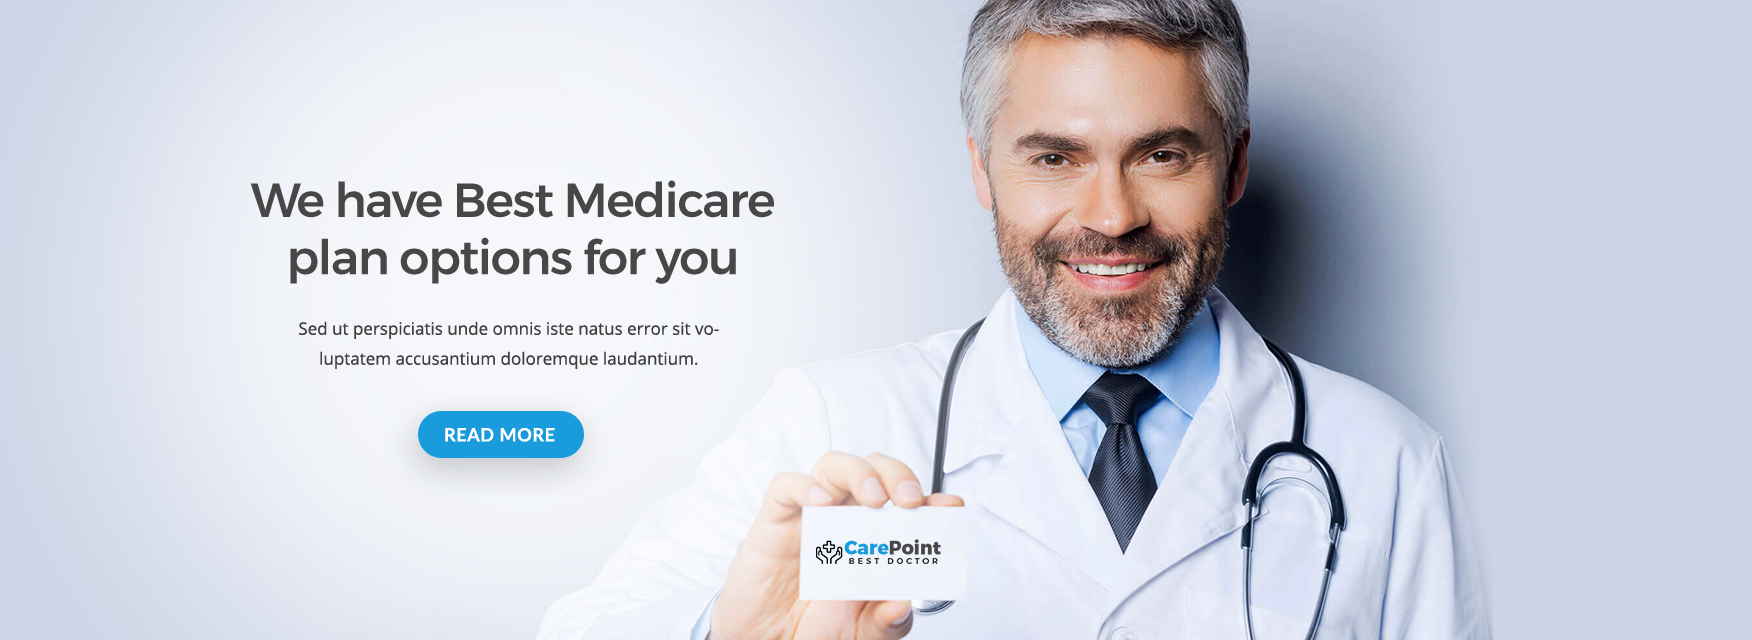 We have Best Medicare
plan options for you
Sed ut perspiciatis unde omnis iste natus error sit vo-
luptatem accusantium doloremque laudantium.
READ MORE
CarePoint
BEST DOCTOR